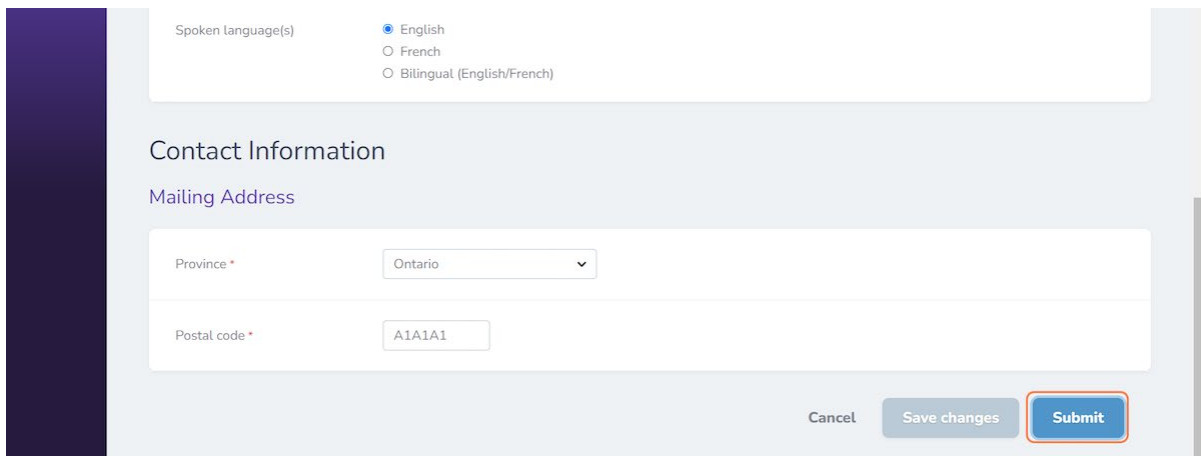 Spoken language(s)
English
French
Bilingual (English/French)
Contact Information
Mailing Address
Province *
Ontario
Postal code *
A1A1A1
Cancel
Save changes
Submit